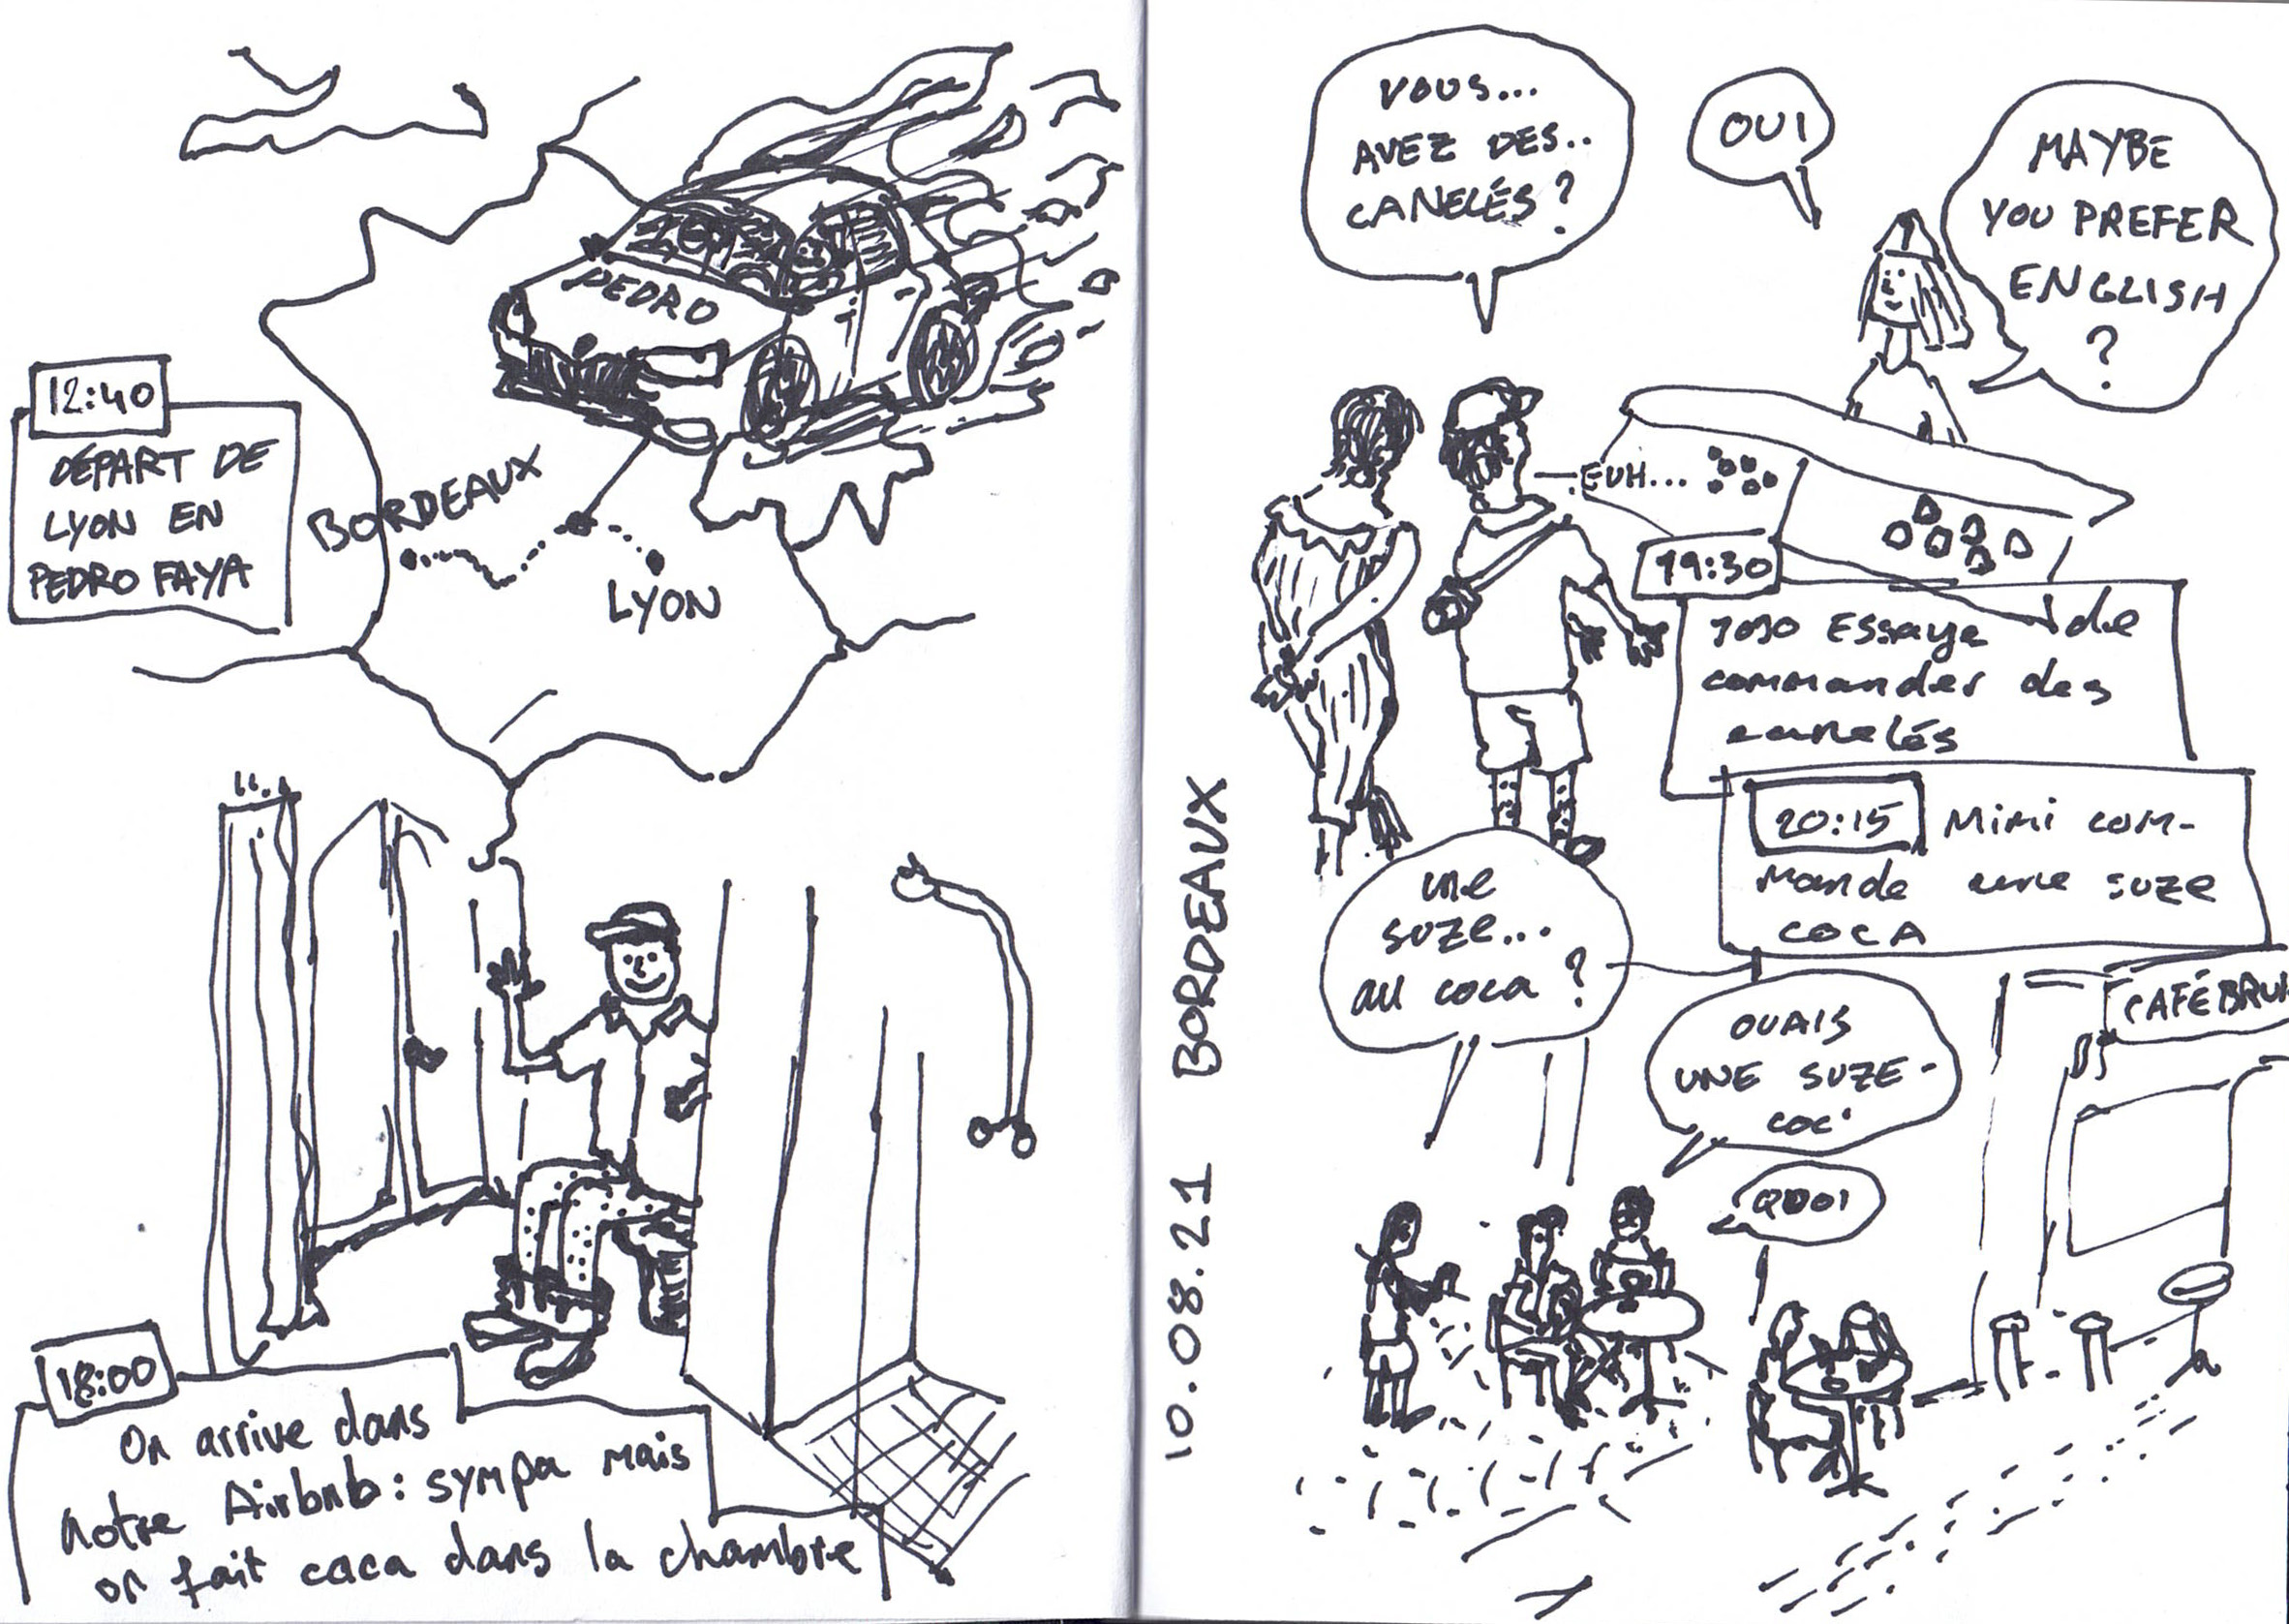 12:40
DÉPART DE
LYON EN
PEDRO FAYA
PEDRO
BORDEAUX
LYON
18:00
On arrive dans
notre Airbnb : sympa mais
on fait caca dans la chambre
10.08.21 BORDEAUX
VOUS...
AVEZ DES..
CANELÉS ?
OUI
MAYBE
YOU PREFER
ENGLISH
?
EUH...
19:30
Essaye de
commander des
canelés
20:15 Mimi com-
mande une suze
COCA
une
suze...
au coca ?
OUAIS
UNE SUZE-
COC'
QUOI
CAFÉ BRUN